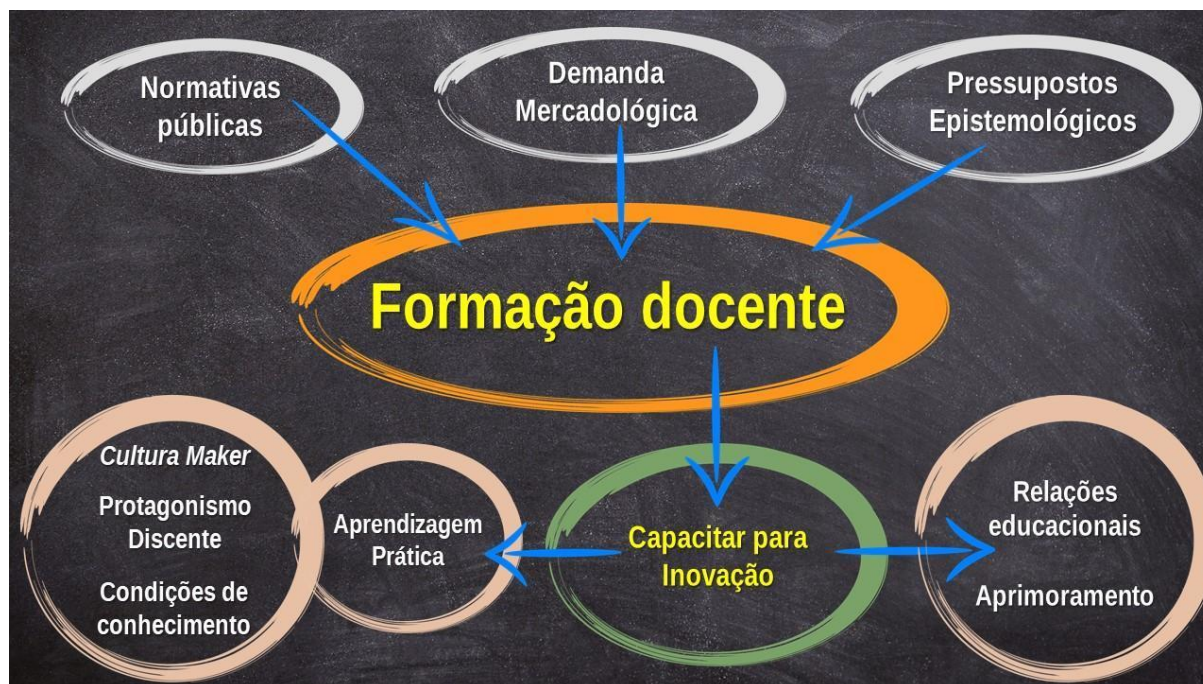 Normativas
públicas
Demanda
Mercadológica
Pressupostos
Epistemológicos
Formação docente
Cultura Maker
Protagonismo
Discente
Condições de
conhecimento
Aprendizagem
Prática
Capacitar para
Inovação
Relações
educacionais
Aprimoramento